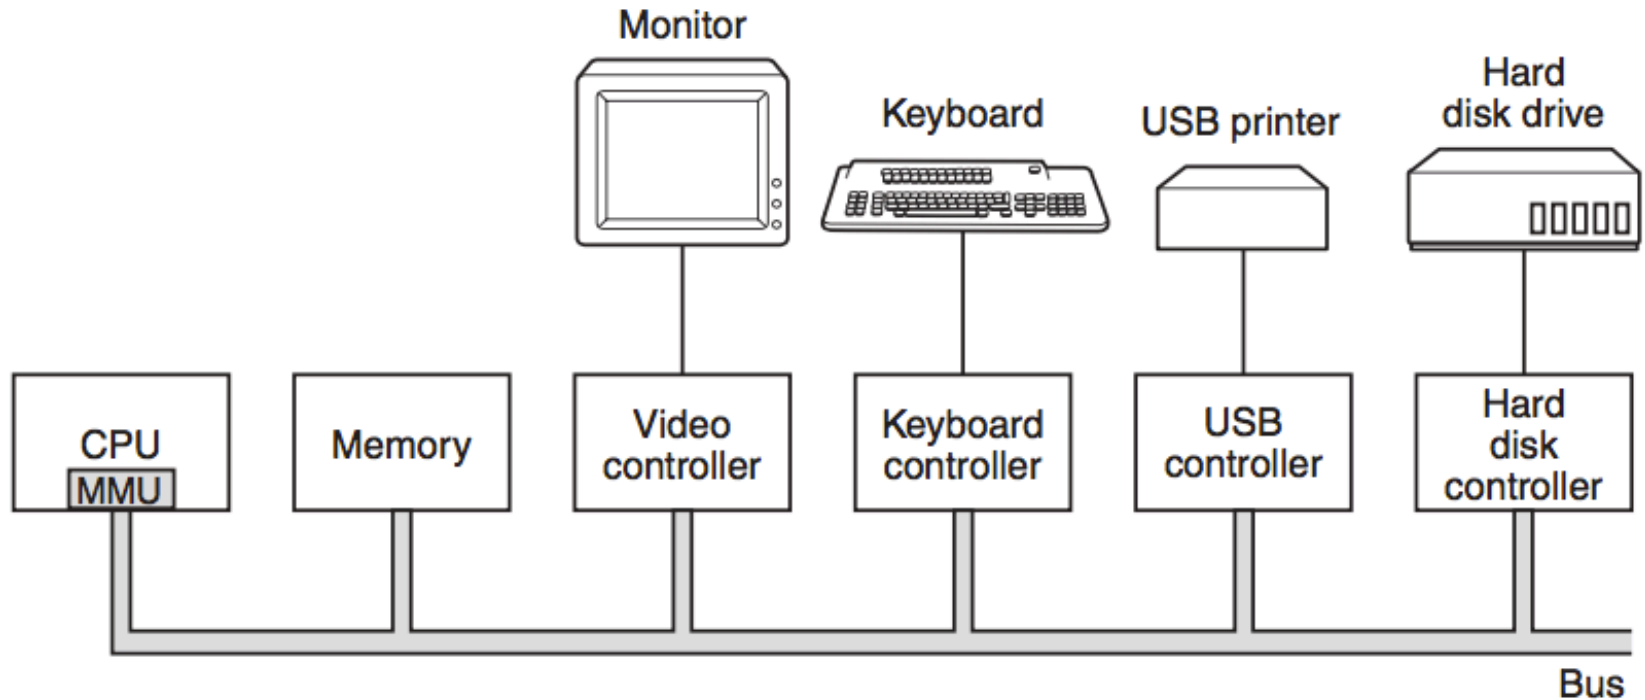 Monitor
Keyboard
USB printer
Hard
disk drive
CPU
MMU
Memory
Video
controller
Keyboard
controller
USB
controller
Hard
disk
controller
Bus